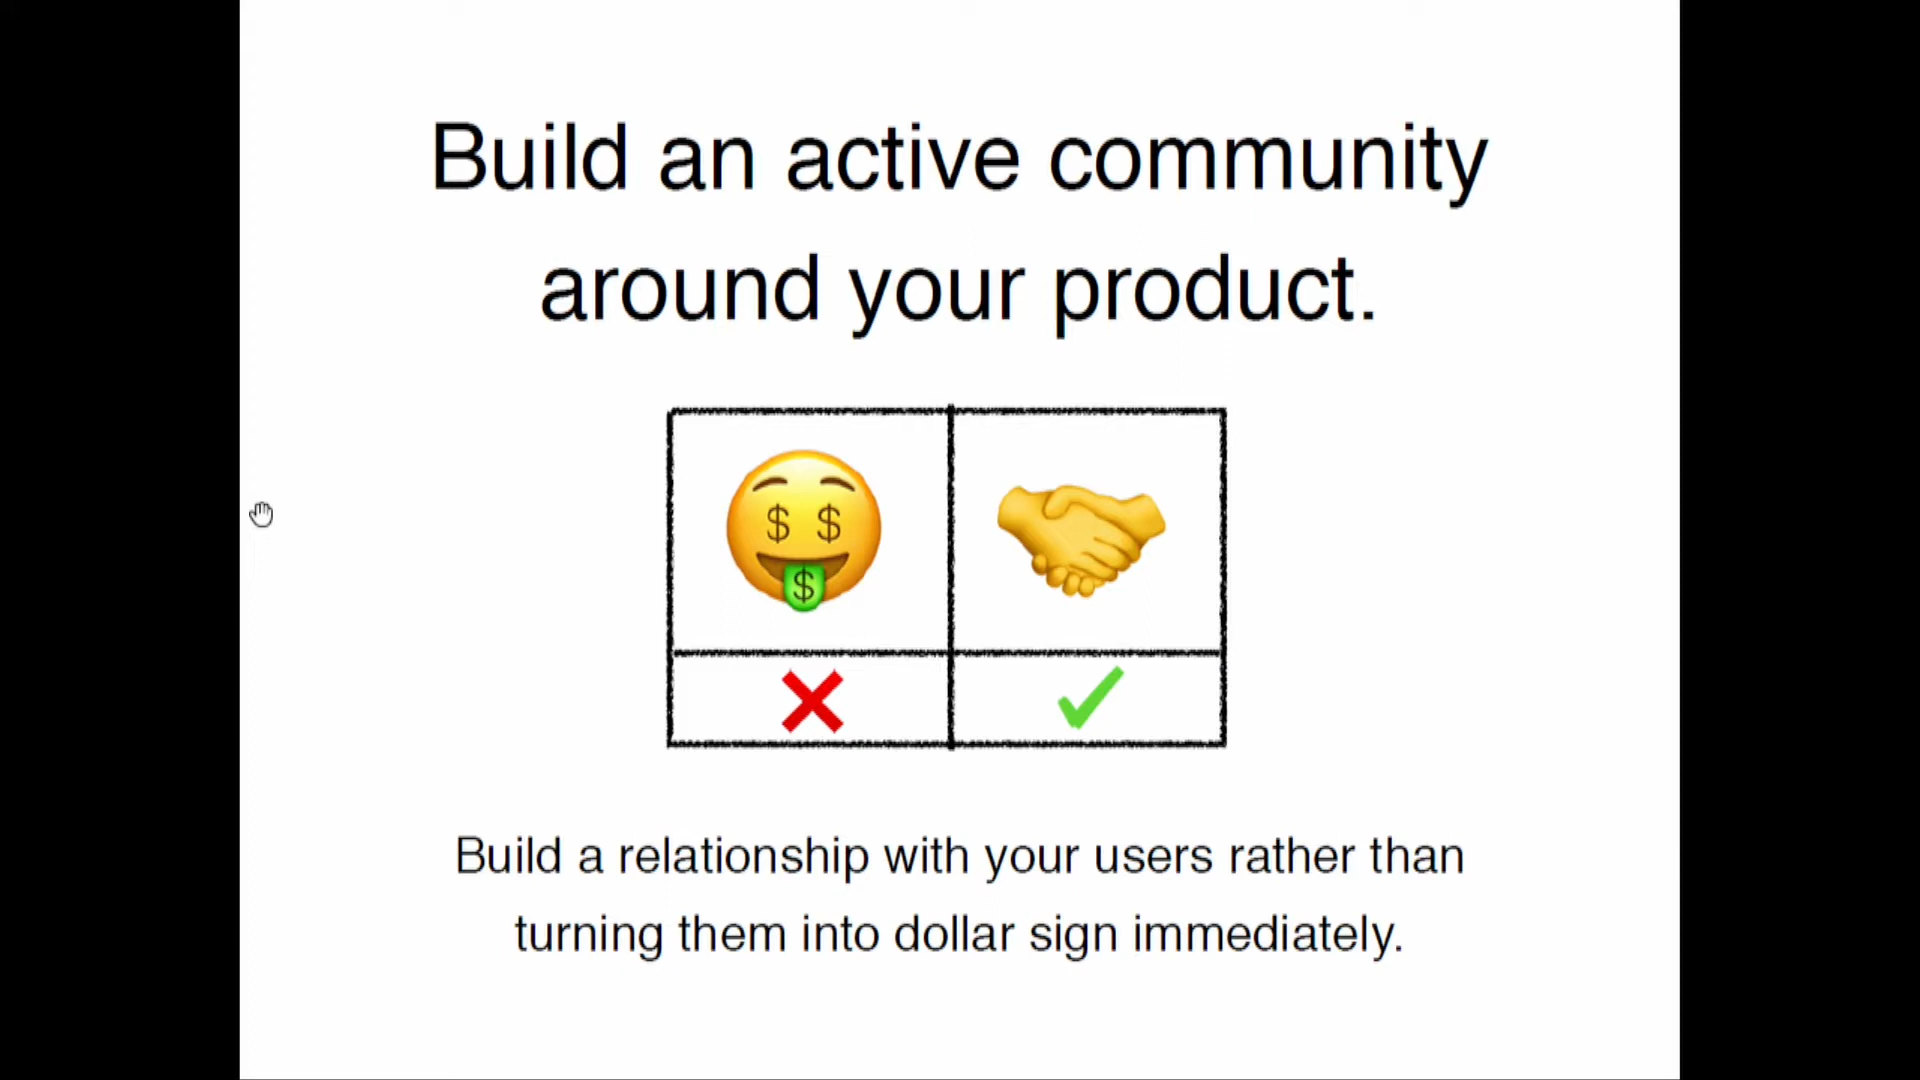 Build an active community
around your product.
$ $
$
Build a relationship with your users rather than
turning them into dollar sign immediately.